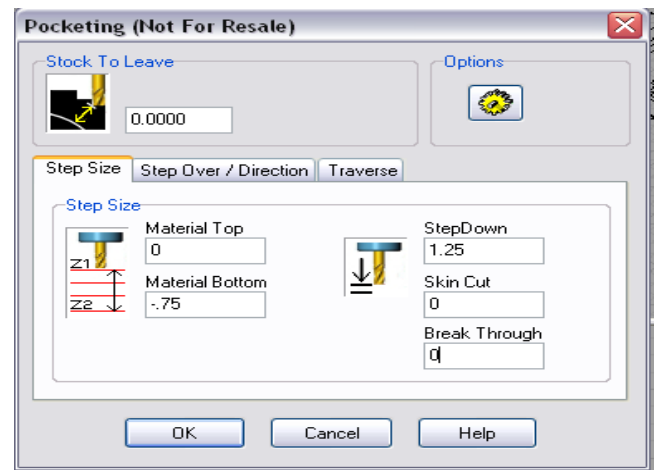 Pocketing (Not For Resale)
Stock To Leave
Options
0.0000
Step Size Step Over / Direction Traverse
Step Size
Material Top
StepDown
0
1.25
Z1
Material Bottom
Skin Cut
Z2
-.75
0
Break Through
0
OK Cancel Help